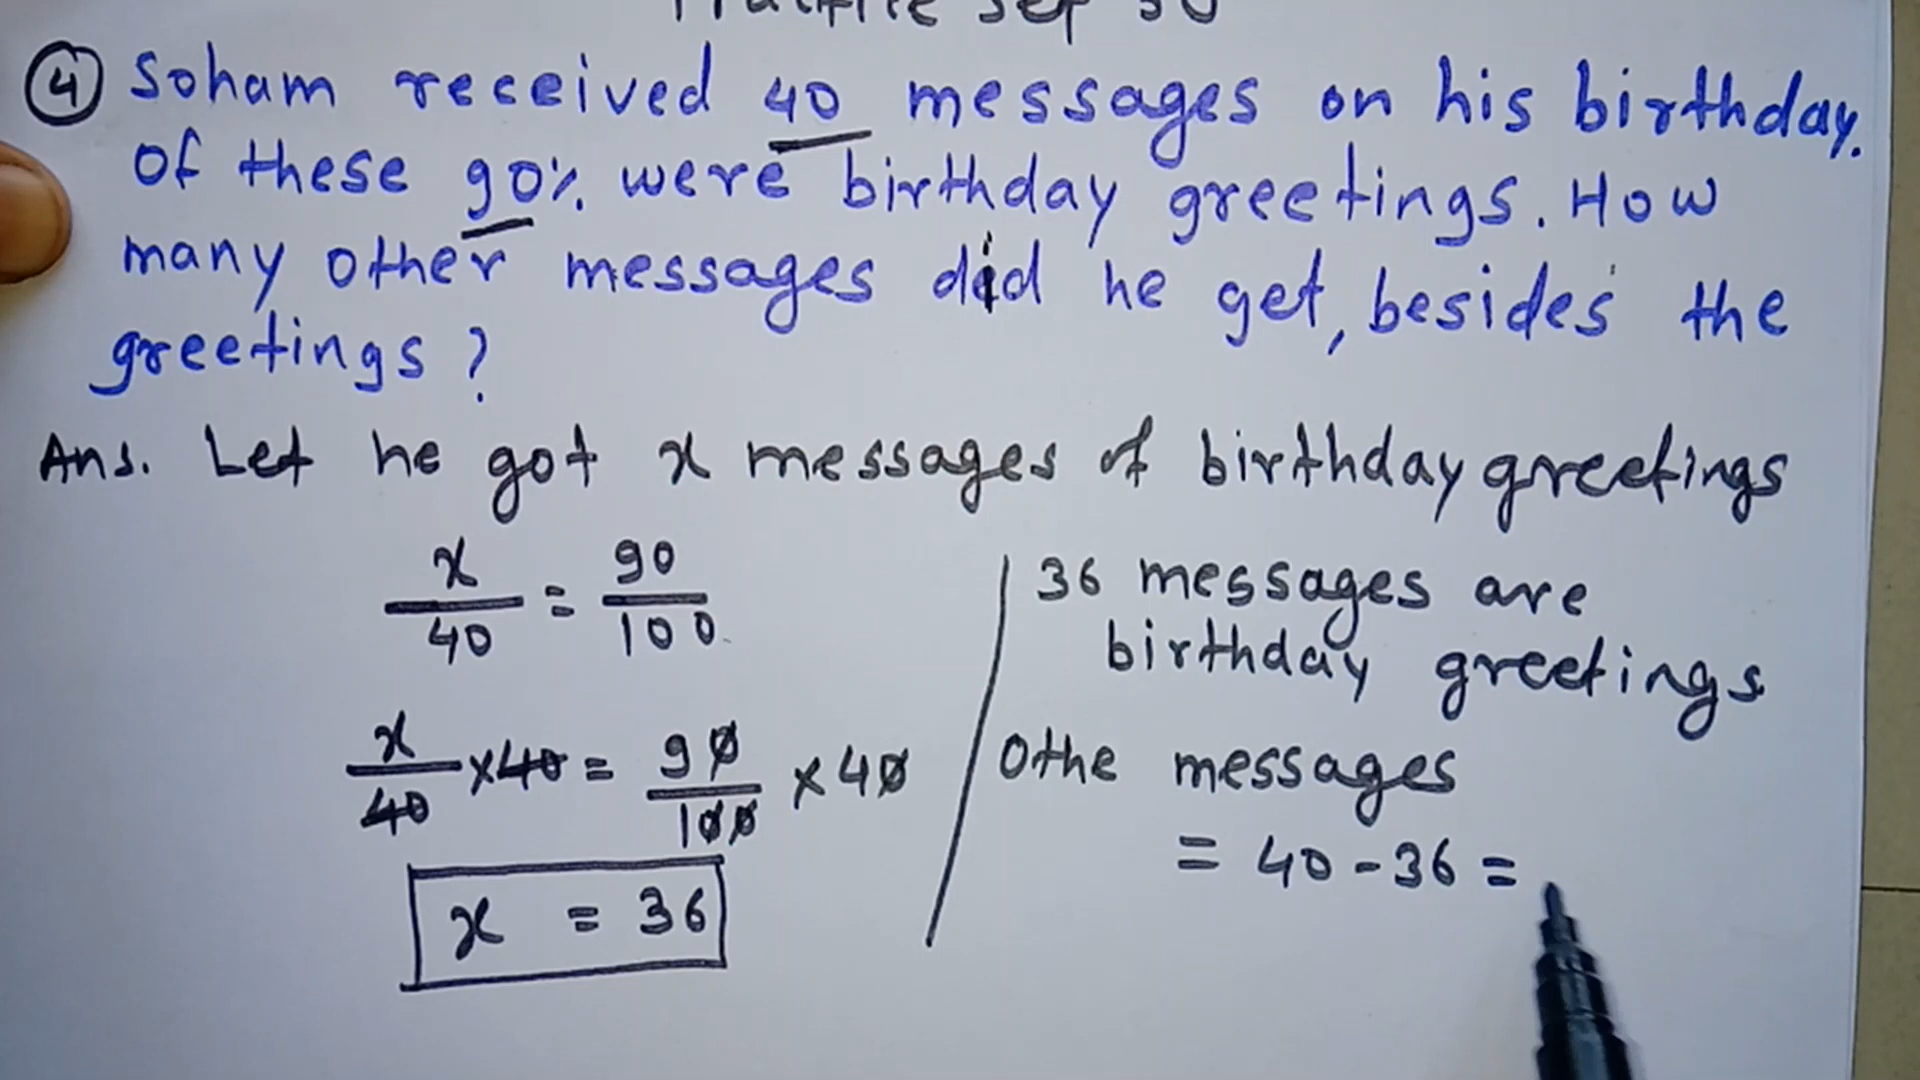 ④ Soham received 40 messages on his birthday.
Of these 90% were birthday greetings. How
many other messages did he get, besides the
greetings?
Ans. Let he got x messages of birthday greetings
x/40 = 90/100
x/40 × 40 = 90/100 × 40
x = 36
36 messages are
birthday greetings
Othe messages
= 40 - 36 =